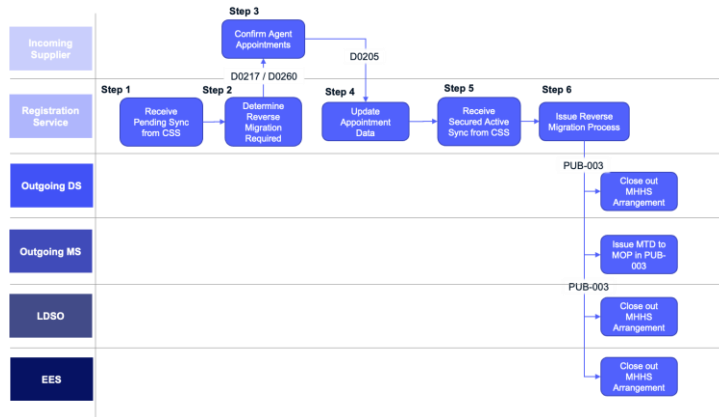 Step 3
Incoming
Supplier
Confirm Agent
Appointments
D0217 / D0260
D0205
Step 1
Step 2
Step 4
Step 5
Step 6
Registration
Service
Receive
Pending Sync
from CSS
Determine
Reverse
Migration
Required
Update
Appointment
Data
Receive
Secured Active
Sync from CSS
Issue Reverse
Migration Process
PUB-003
Outgoing DS
Close out
MHHS
Arrangement
Outgoing MS
Issue MTD to
MOP in PUB-
003
PUB-003
LDSO
Close out
MHHS
Arrangement
EES
Close out
MHHS
Arrangement